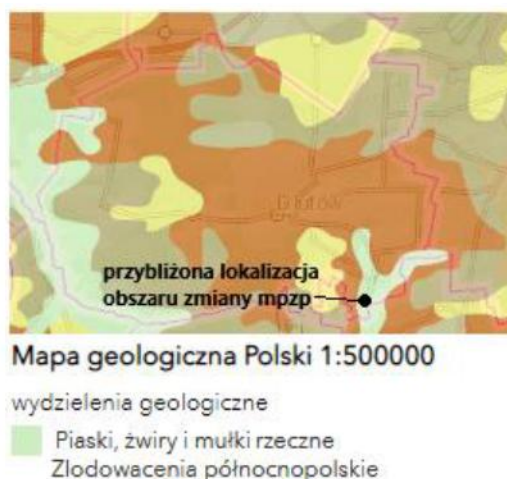 przybliżona lokalizacja
obszaru zmiany mpzp
Mapa geologiczna Polski 1:500000
wydzielenia geologiczne
Piaski, żwiry i mułki rzeczne
Zlodowacenia północnopolskie